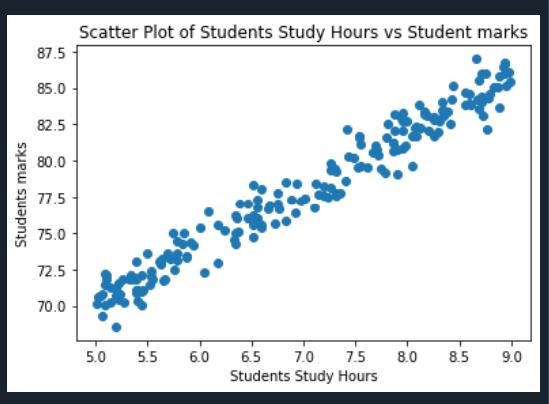 Scatter Plot of Students Study Hours vs Student marks
87.5
85.0
82.5
80.0
77.5
75.0
72.5
70.0
Students marks
5.0 5.5 6.0 6.5 7.0 7.5 8.0 8.5 9.0
Students Study Hours